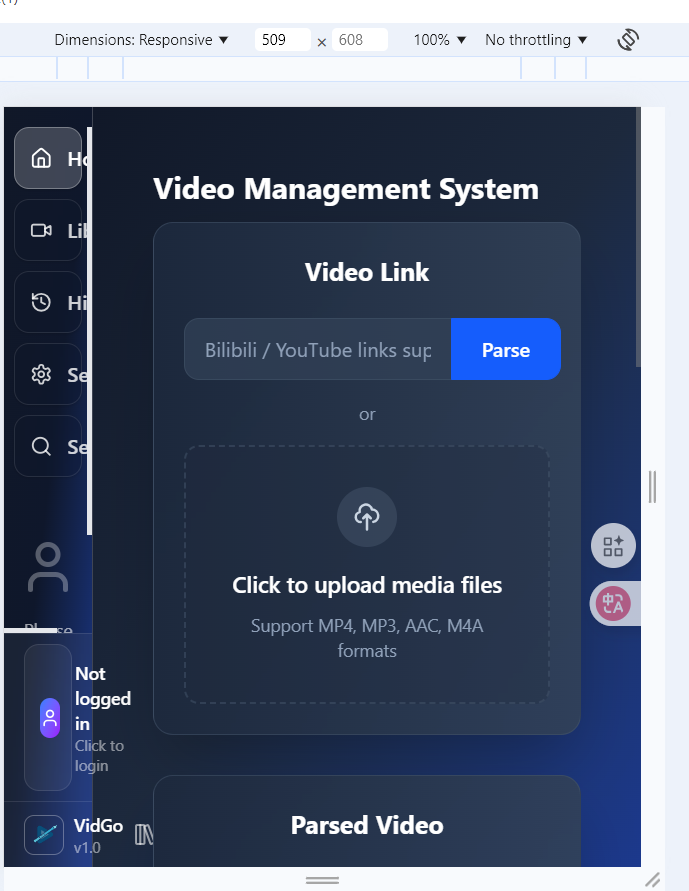 Dimensions: Responsive ▼ 509 × 608 100% ▼ No throttling ▼
Ho
Lib
Hi
Se
Se
Not
logged
in
Click to
login
VidGo
v1.0
Video Management System
Video Link
Bilibili / YouTube links sup
Parse
or
Click to upload media files
Support MP4, MP3, AAC, M4A
formats
Parsed Video
中A